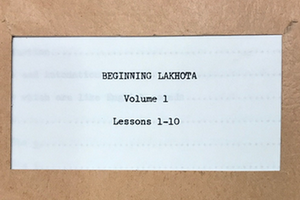 BEGINNING LAKHOTA
Volume 1
Lessons 1-10